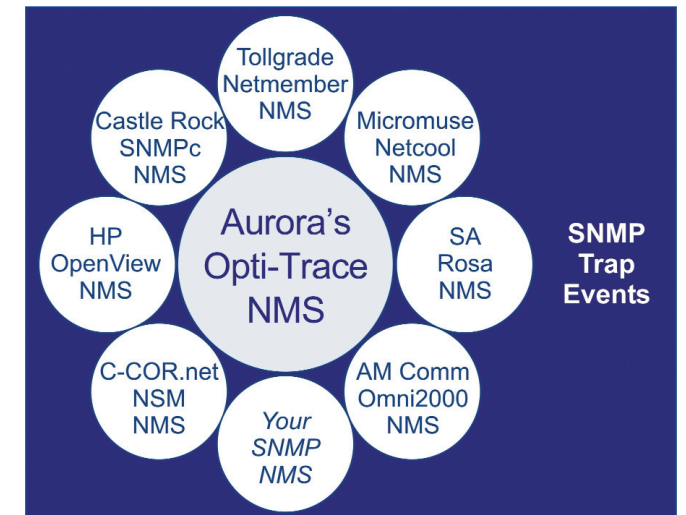 Tollgrade
Netmember
NMS
Castle Rock
SNMPc
NMS
Micromuse
Netcool
NMS
Aurora's
Opti-Trace
NMS
HP
OpenView
NMS
SA
Rosa
NMS
SNMP
Trap
Events
C-COR.net
NSM
NMS
AM Comm
Omni2000
NMS
Your
SNMP
NMS